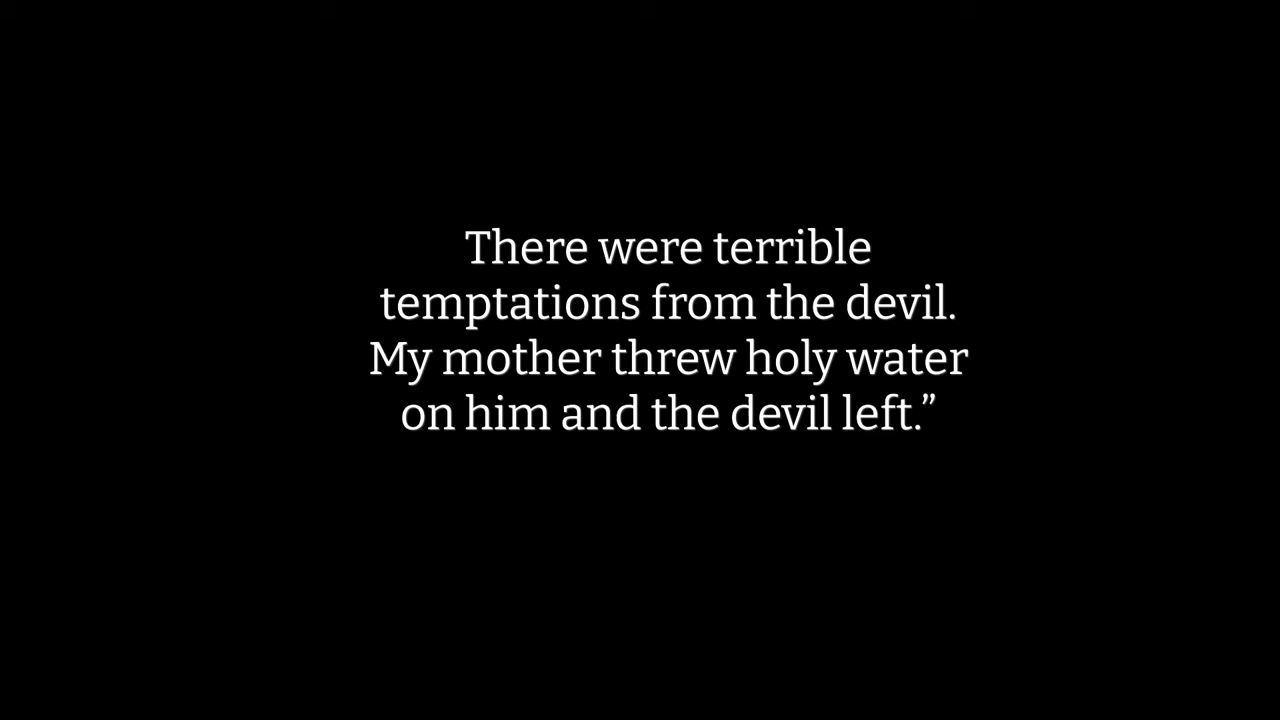 There were terrible
temptations from the devil.
My mother threw holy water
on him and the devil left.”